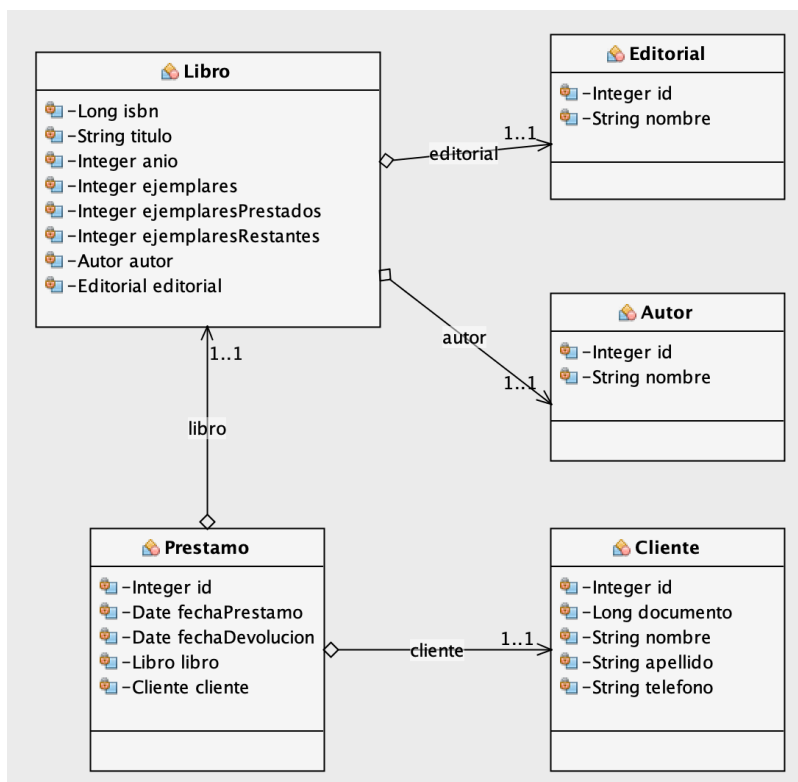 Libro
-Long isbn
-String titulo
-Integer anio
-Integer ejemplares
-Integer ejemplaresPrestados
-Integer ejemplaresRestantes
-Autor autor
-Editorial editorial
editorial
1..1
Editorial
-Integer id
-String nombre
autor
1..1
Autor
-Integer id
-String nombre
1..1
libro
Prestamo
-Integer id
-Date fechaPrestamo
-Date fechaDevolucion
-Libro libro
-Cliente cliente
cliente
1..1
Cliente
-Integer id
-Long documento
-String nombre
-String apellido
-String telefono